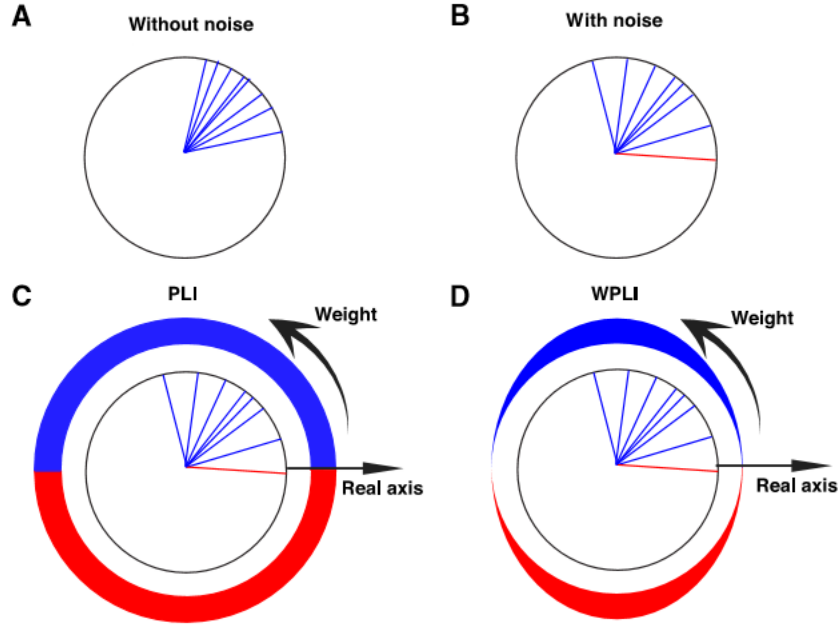 A
Without noise
B
With noise
C
PLI
Weight
Real axis
D
WPLI
Weight
Real axis